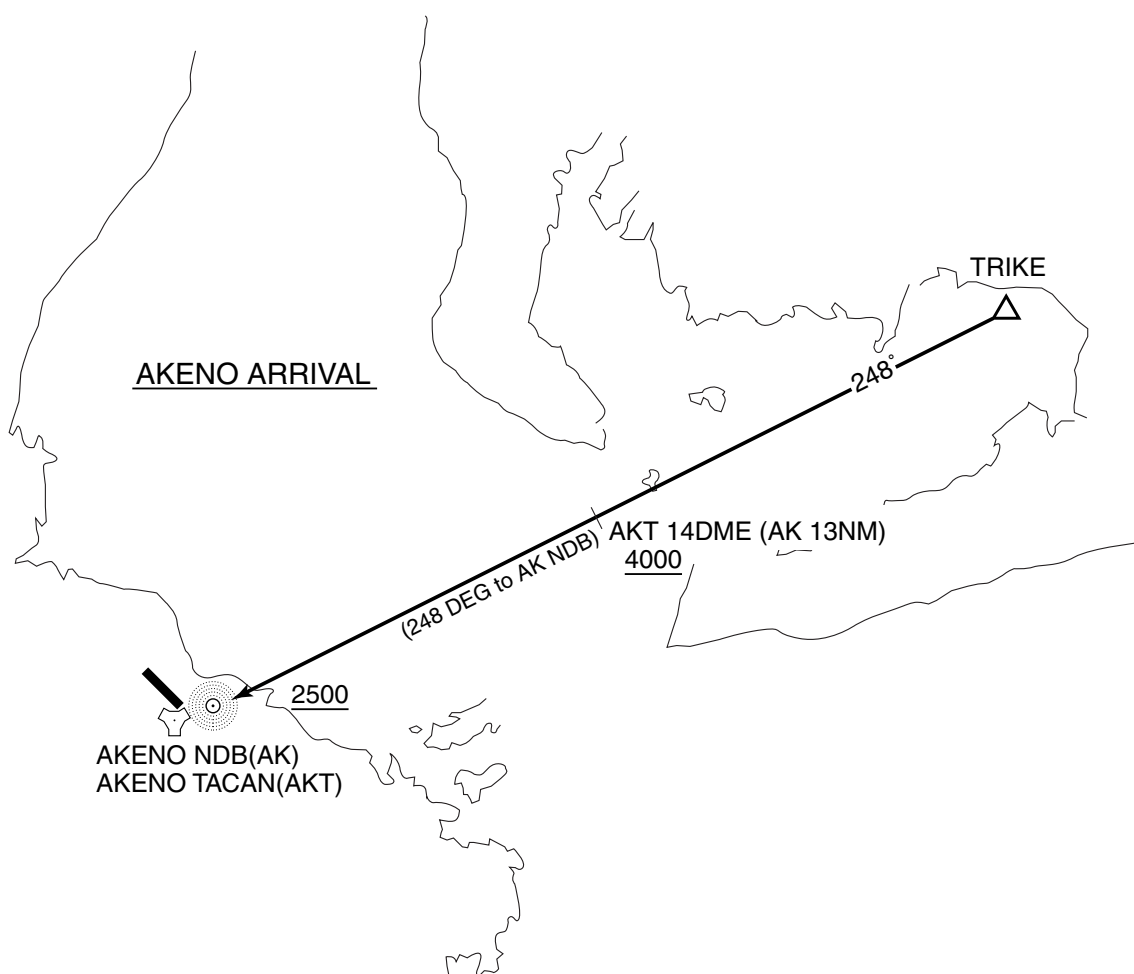 TRIKE
AKENO ARRIVAL
248°
AKT 14DME (AK 13NM)
4000
(248 DEG to AK NDB)
2500
AKENO NDB(AK)
AKENO TACAN(AKT)